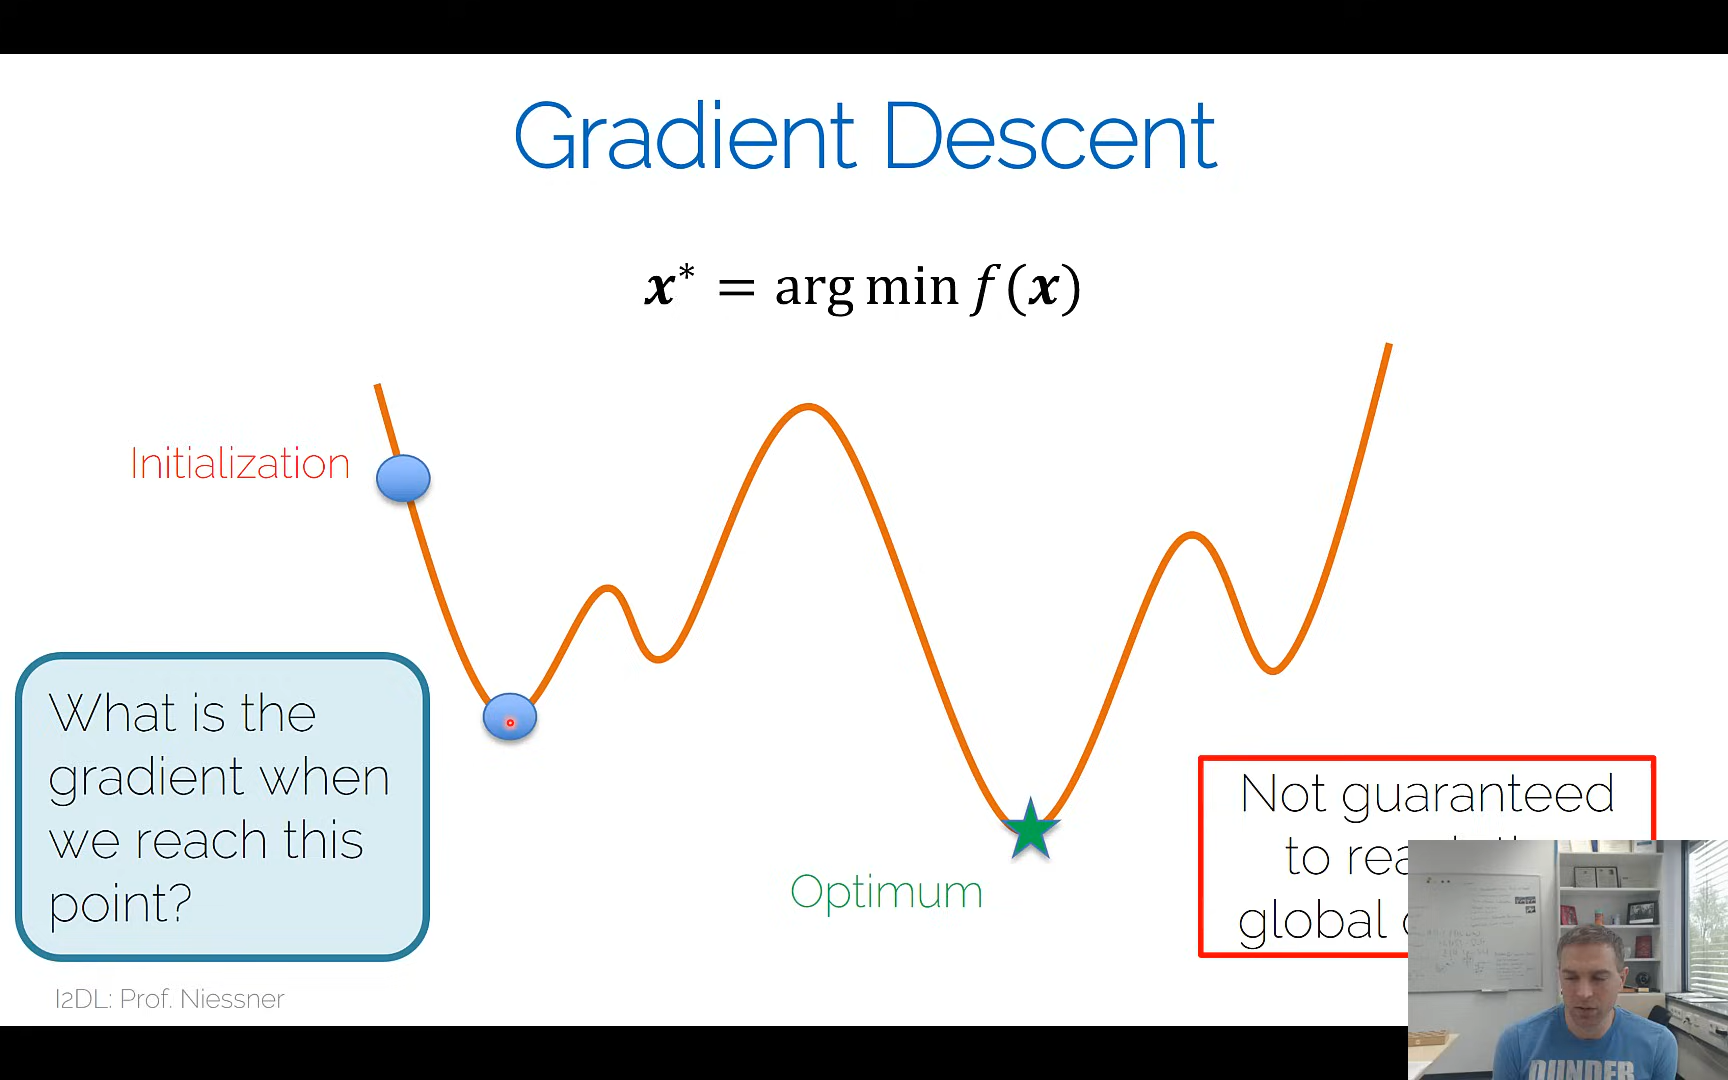 Gradient Descent
x* = arg min f(x)
Initialization
What is the
gradient when
we reach this
point?
Optimum
Not guaranteed
to
global
I2DL: Prof. Niessner
DUNDER